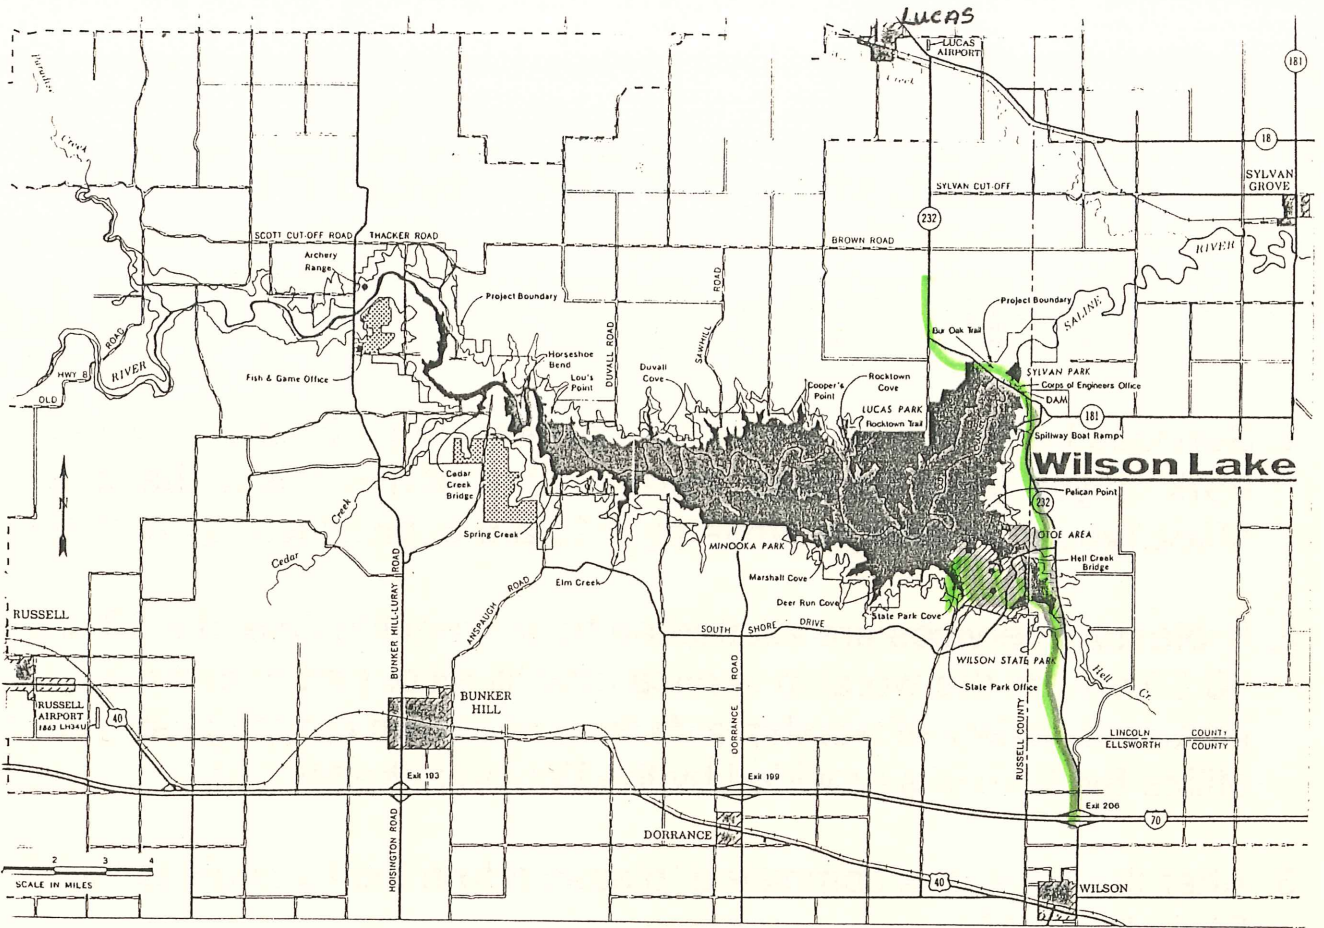 LUCAS
LUCAS
AIRPORT
Creek
181
18
Paradise
Creek
SYLVAN
GROVE
SYLVAN CUT-OFF
232
RIVER
SCOTT CUT-OFF ROAD
THACKER ROAD
BROWN ROAD
Archery
Range
Project Boundary
ROAD
Project Boundary
SALINE
Bur Oak Trail
DUVALL ROAD
SAWHILL
ROAD
RIVER
HWY 8
OLD
Fish & Game Office
Horseshoe
Bend
Lou's
Point
Duvall
Cove
Cooper's
Point
Rocktown
Cove
LUCAS PARK
Rocktown Trail
SYLVAN PARK
Corps of Engineers Office
DAM
181
Spillway Boat Ramp
Wilson Lake
N
Cedar
Creek
Bridge
Pelican Point
232
Creek
Cedar
Spring Creek
MINOOKA PARK
OTOE AREA
Hell Creek
Bridge
Elm Creek
Marshall Cove
Deer Run Cove
State Park Cove
RUSSELL
BUNKER HILL-LURAY ROAD
ANSPAUGH ROAD
SOUTH SHORE DRIVE
WILSON STATE PARK
State Park Office
Hell
Cr.
RUSSELL
AIRPORT
1883 LH34U
40
BUNKER
HILL
DORRANCE ROAD
RUSSELL COUNTY
LINCOLN COUNTY
ELLSWORTH COUNTY
Exit 193
Exit 199
Exit 206
70
HOISINGTON ROAD
DORRANCE
2 3 4
SCALE IN MILES
40
WILSON